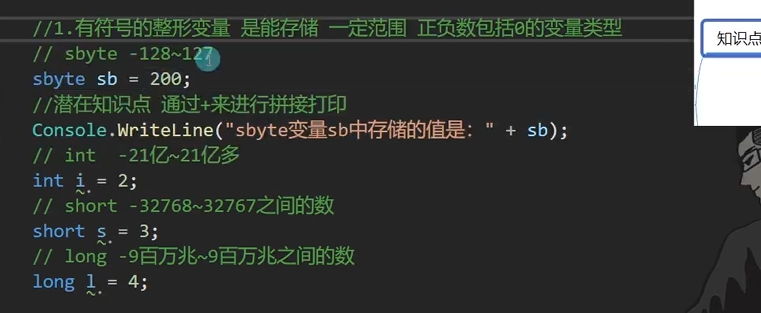 //1.有符号的整形变量 是能存储 一定范围 正负数包括0的变量类型
知识点
// sbyte -128~127
sbyte sb = 200;
//潜在知识点 通过+来进行拼接打印
Console.WriteLine("sbyte变量sb中存储的值是：" + sb);
// int  -21亿~21亿多
int i = 2;
// short -32768~32767之间的数
short s = 3;
// long -9百万兆~9百万兆之间的数
long l = 4;